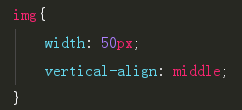 img{
width: 50px;
vertical-align: middle;
}